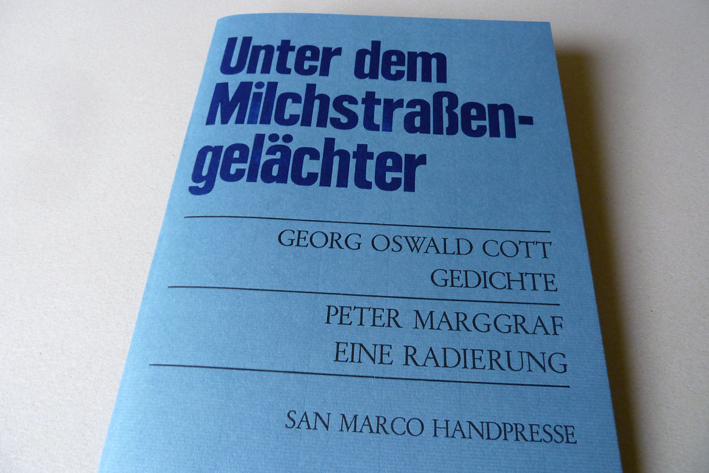 Unter dem
Milchstraßen-
gelächter
GEORG OSWALD COTT
GEDICHTE
PETER MARGGRAF
EINE RADIERUNG
SAN MARCO HANDPRESSE